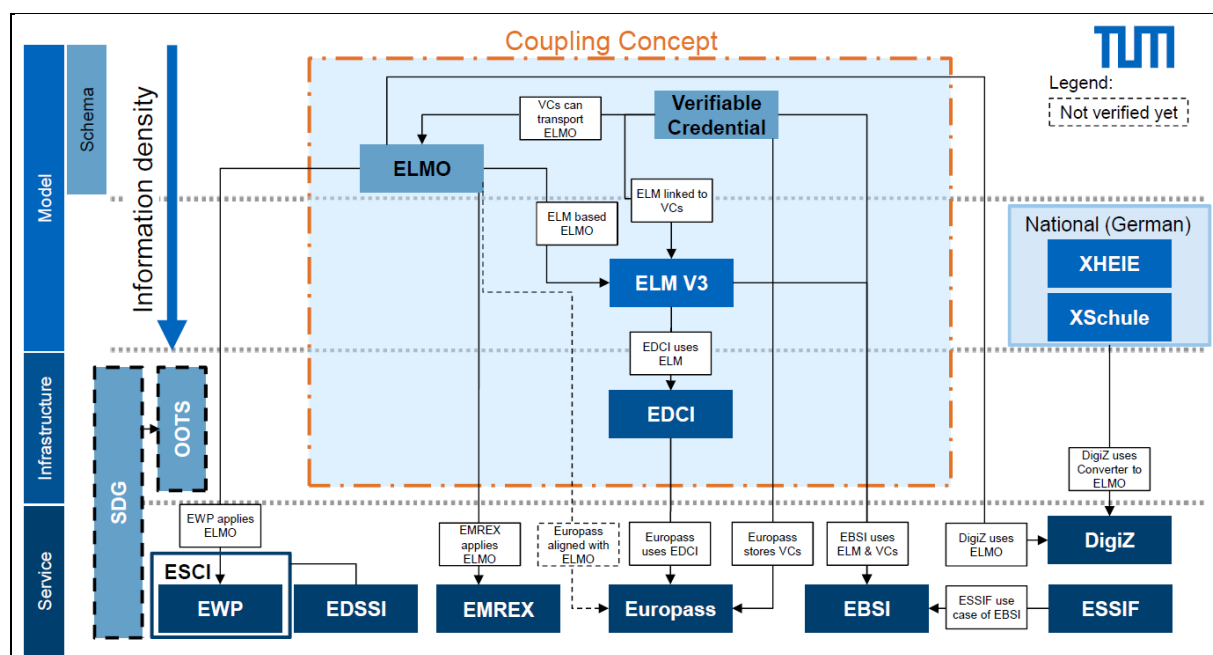 Coupling Concept
TUM
Legend:
Not verified yet
Model
Schema
Information density
VCs can
transport
ELMO
Verifiable
Credential
ELMO
ELM based
ELMO
ELM linked to
VCs
National (German)
XHEIE
XSchule
ELM V3
EDCI uses
ELM
EDCI
Infrastructure
SDG
OOTS
DigiZ uses
Converter to
ELMO
Service
EWP applies
ELMO
EMREX
applies
ELMO
Europass
aligned with
ELMO
Europass
uses EDCI
Europass
stores VCs
EBSI uses
ELM & VCs
DigiZ uses
ELMO
DigiZ
ESCI
EWP
EDSSI
EMREX
Europass
EBSI
ESSIF use
case of EBSI
ESSIF